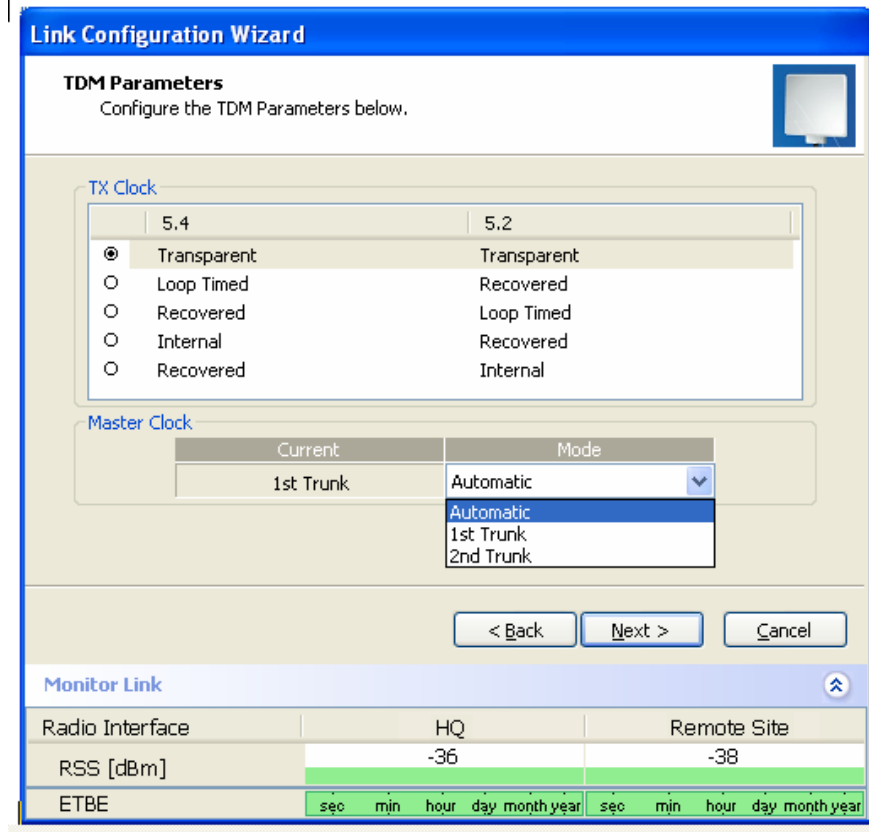 Link Configuration Wizard
TDM Parameters
Configure the TDM Parameters below.
TX Clock
5.4 5.2
Transparent Transparent
Loop Timed Recovered
Recovered Loop Timed
Internal Recovered
Recovered Internal
Master Clock
Current Mode
1st Trunk Automatic
Automatic
1st Trunk
2nd Trunk
< Back Next > Cancel
Monitor Link
Radio Interface HQ Remote Site
RSS [dBm] -36 -38
ETBE sec min hour day month year sec min hour day month year